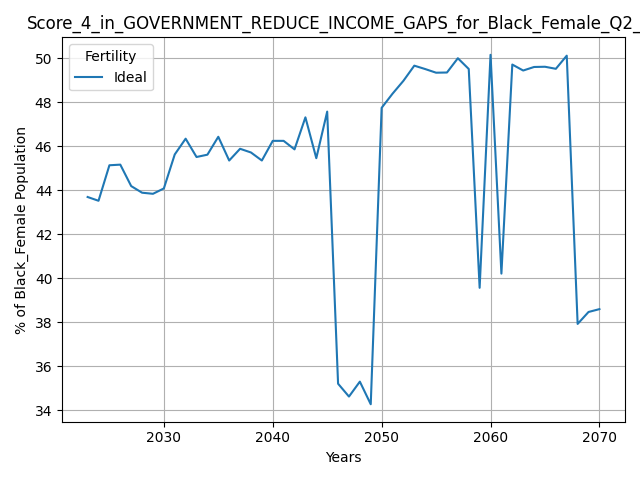 Score_4_in_GOVERNMENT_REDUCE_INCOME_GAPS_for_Black_Female_Q2_
Fertility
Ideal
% of Black_Female Population
50
48
46
44
42
40
38
36
34
2030 2040 2050 2060 2070
Years